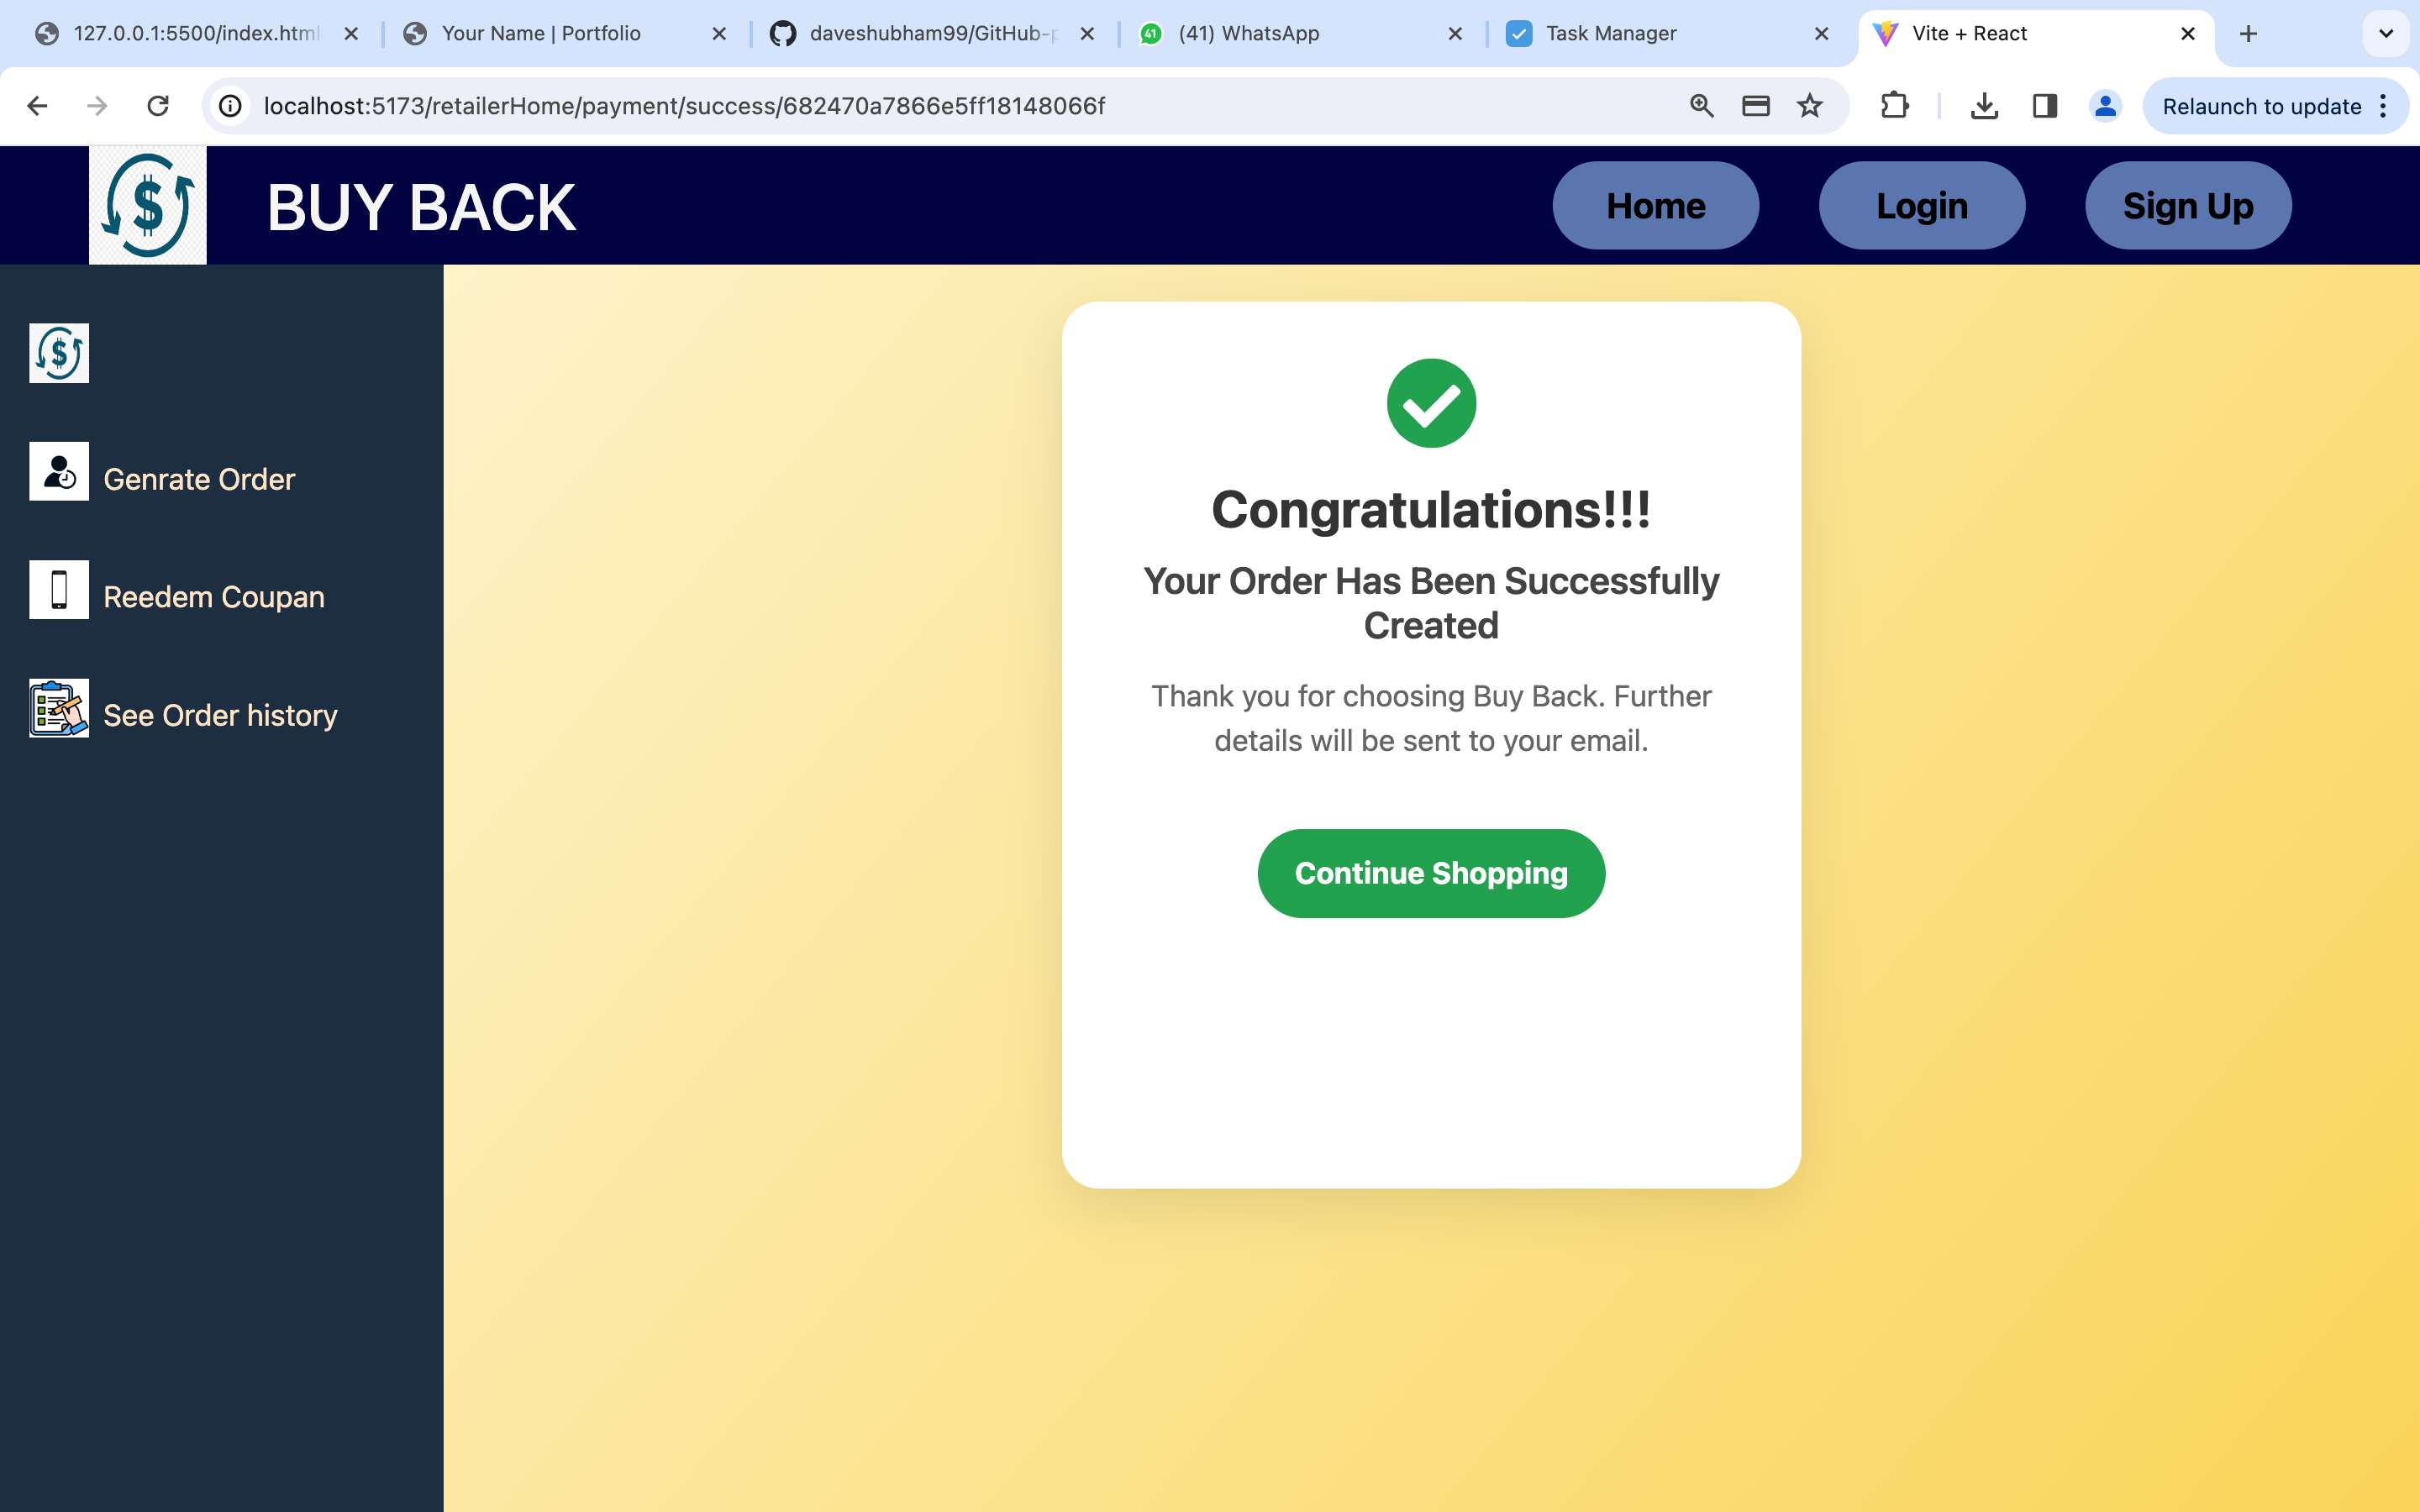 127.0.0.1:5500/index.html
Your Name | Portfolio
daveshubham99/GitHub-p
41
(41) WhatsApp
Task Manager
Vite + React
localhost:5173/retailerHome/payment/success/682470a7866e5ff18148066f
Relaunch to update
$
BUY BACK
Home
Login
Sign Up
$
Genrate Order
Reedem Coupan
See Order history
Congratulations!!!
Your Order Has Been Successfully
Created
Thank you for choosing Buy Back. Further
details will be sent to your email.
Continue Shopping